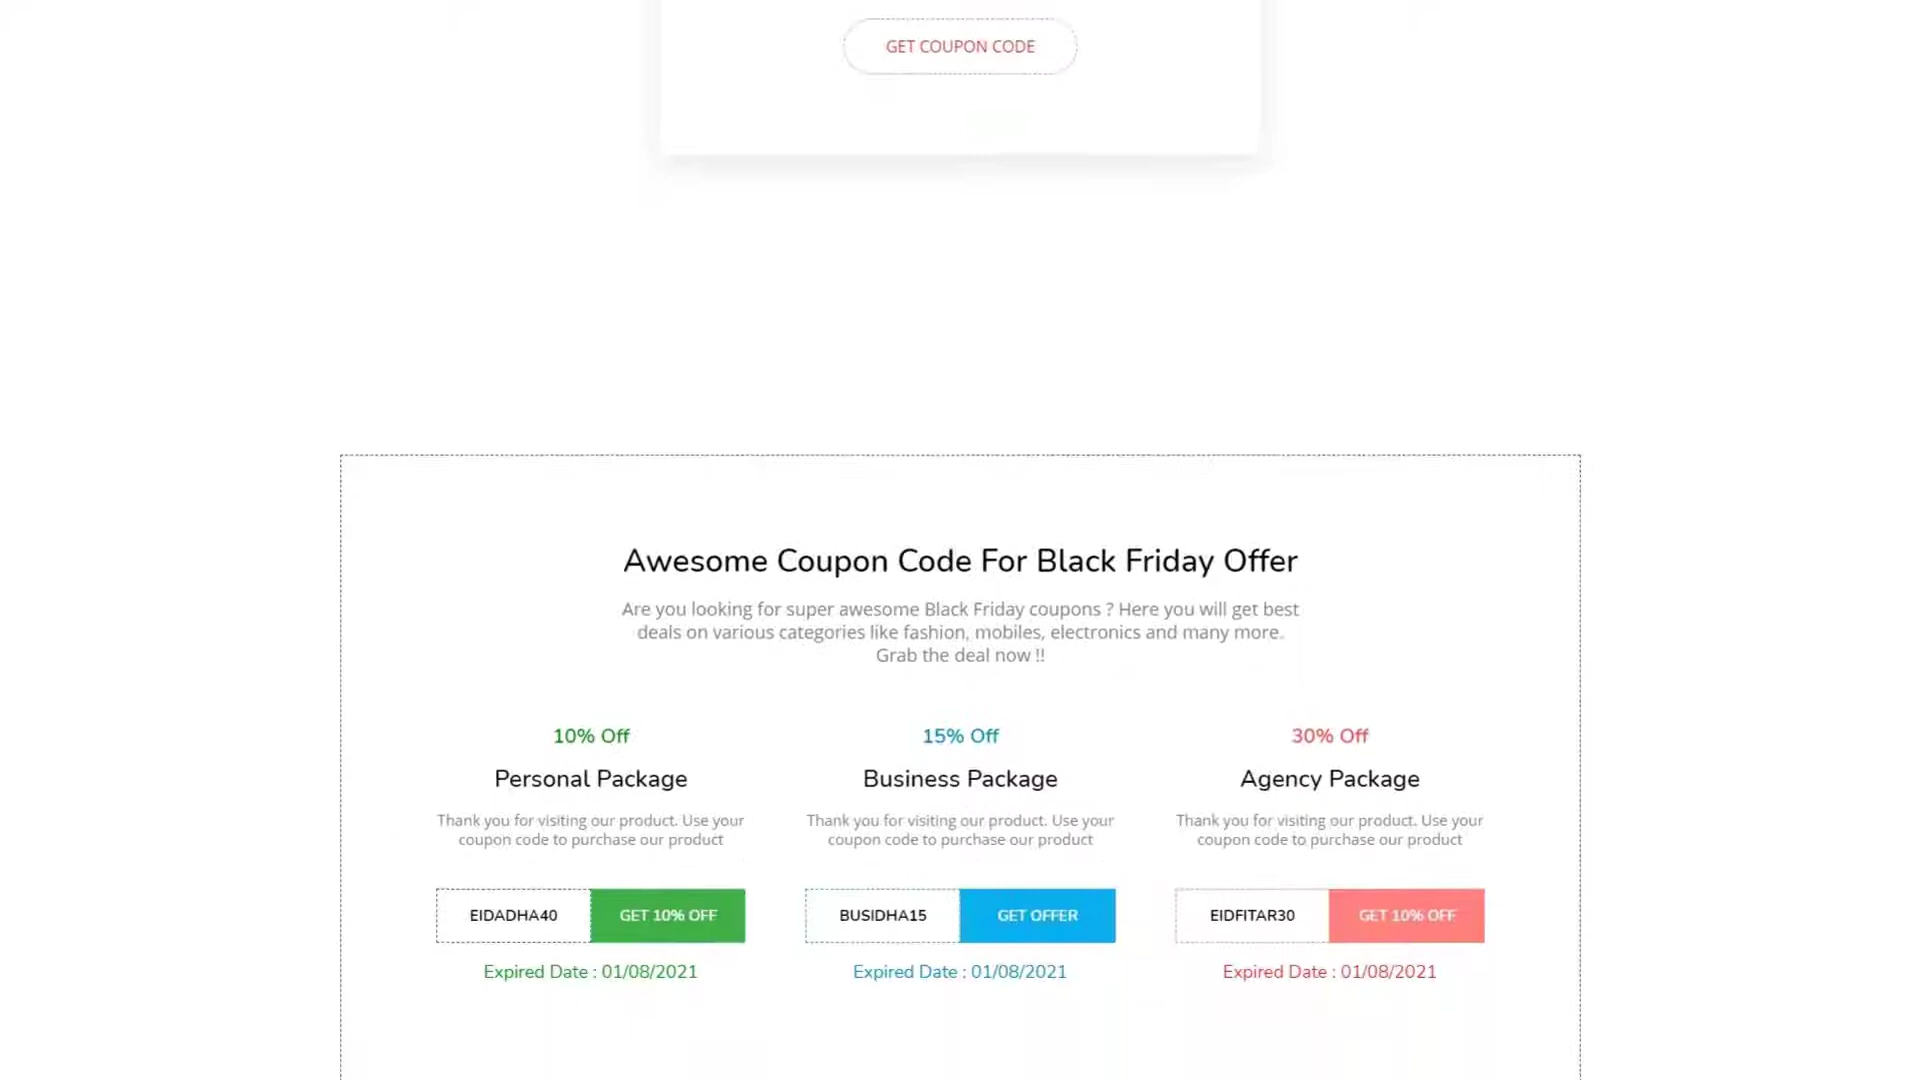 GET COUPON CODE
Awesome Coupon Code For Black Friday Offer
Are you looking for super awesome Black Friday coupons ? Here you will get best
deals on various categories like fashion, mobiles, electronics and many more.
Grab the deal now !!
10% Off
Personal Package
Thank you for visiting our product. Use your
coupon code to purchase our product
EIDADHA40
GET 10% OFF
Expired Date : 01/08/2021
15% Off
Business Package
Thank you for visiting our product. Use your
coupon code to purchase our product
BUSIDHA15
GET OFFER
Expired Date : 01/08/2021
30% Off
Agency Package
Thank you for visiting our product. Use your
coupon code to purchase our product
EIDFITAR30
GET 10% OFF
Expired Date : 01/08/2021